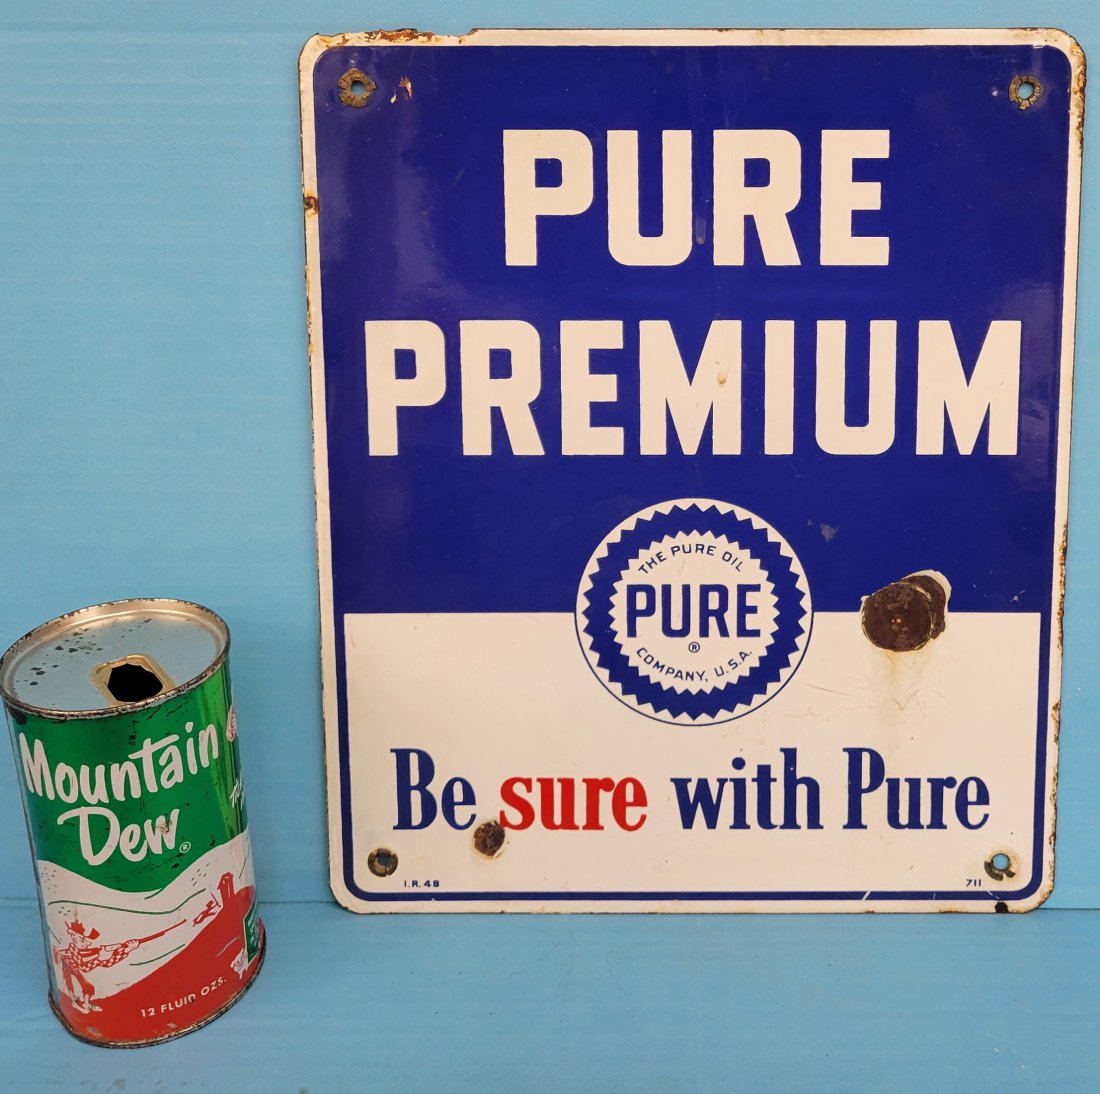 PURE
PREMIUM
THE PURE OIL
PURE
®
COMPANY, U.S.A.
Be sure with Pure
I.R. 48
711
Mountain
Dew®
12 FLUID OZS.